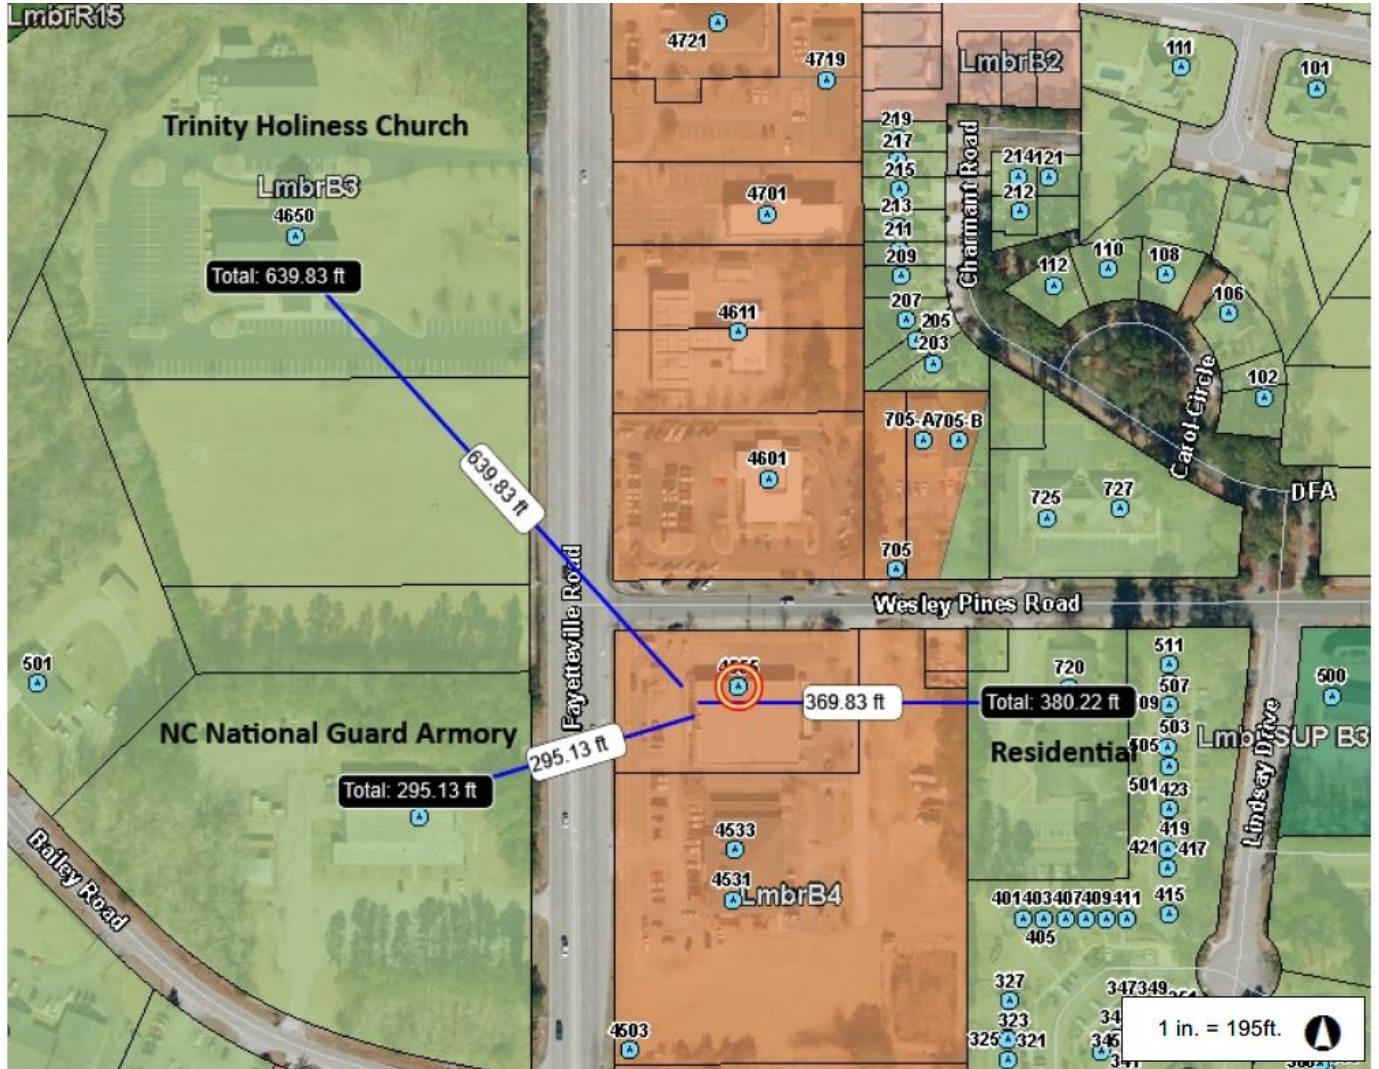 LmbrR15
4721
4719
LmbrB2
111
101
Trinity Holiness Church
219
217
215
213
211
209
207
205
203
Charmant Road
214
121
212
LmbrB3
4650
Total: 639.83 ft
4701
4611
112
110
108
106
102
Carol Circle
639.83 ft
4601
705-A
705-B
705
725
727
DFA
Fayetteville Road
Wesley Pines Road
501
720
511
507
503
505
501
423
419
421
417
415
500
LmbrSUP B3
Lindsay Drive
369.83 ft
Total: 380.22 ft
Residential
NC National Guard Armory
295.13 ft
Total: 295.13 ft
Bailey Road
4533
4531
LmbrB4
401
403
407
409
411
405
327
323
325
321
347
349
4503
1 in. = 195ft.